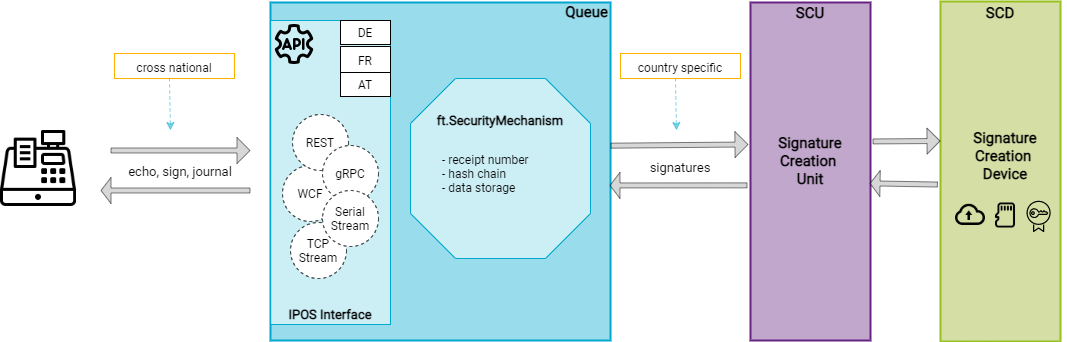 Queue
SCU
SCD
API
DE
FR
AT
cross national
country specific
ft.SecurityMechanism
- receipt number
- hash chain
- data storage
REST
gRPC
WCF
Serial
Stream
TCP
Stream
IPOS Interface
echo, sign, journal
signatures
Signature
Creation
Unit
Signature
Creation
Device